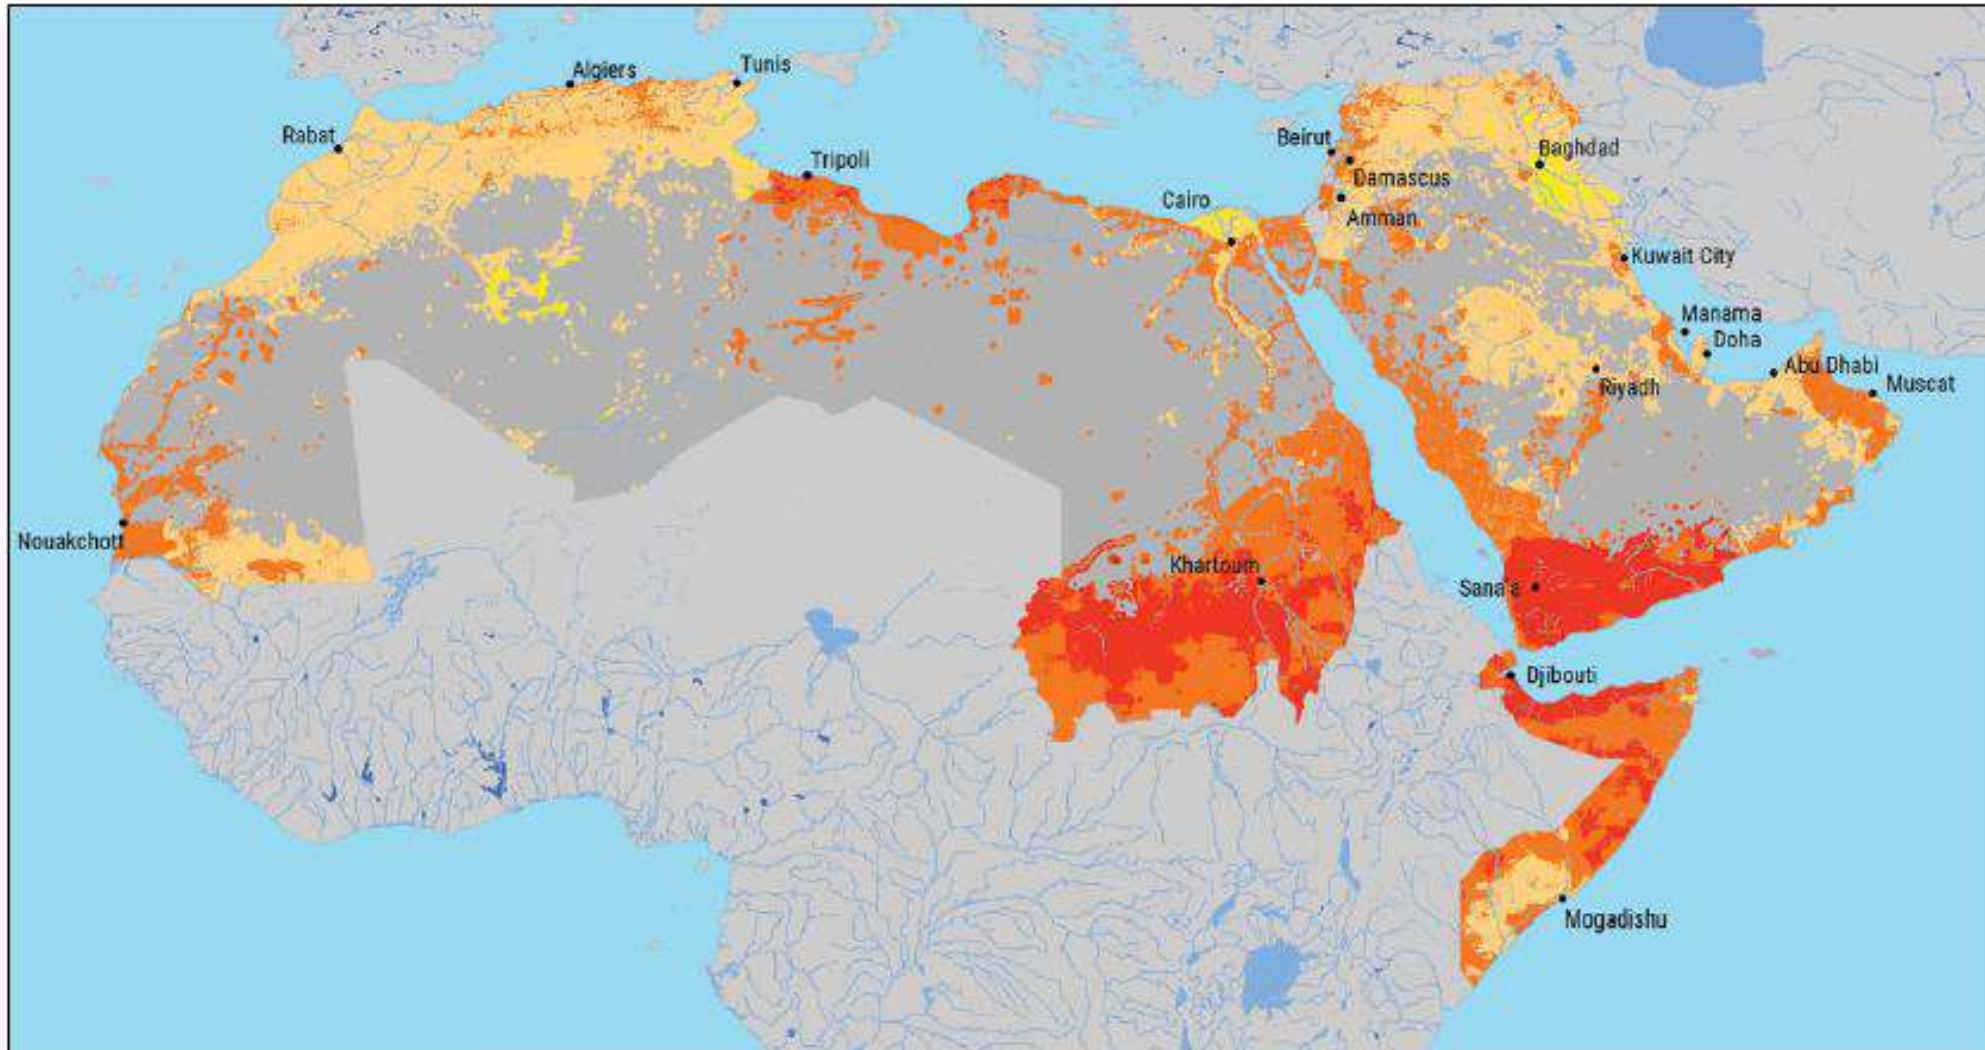 Algiers
Tunis
Rabat
Tripoli
Beirut
Baghdad
Damascus
Cairo
Amman
Kuwait City
Manama
Doha
Abu Dhabi
Riyadh
Muscat
Nouakchott
Khartoum
Sana'a
Djibouti
Mogadishu